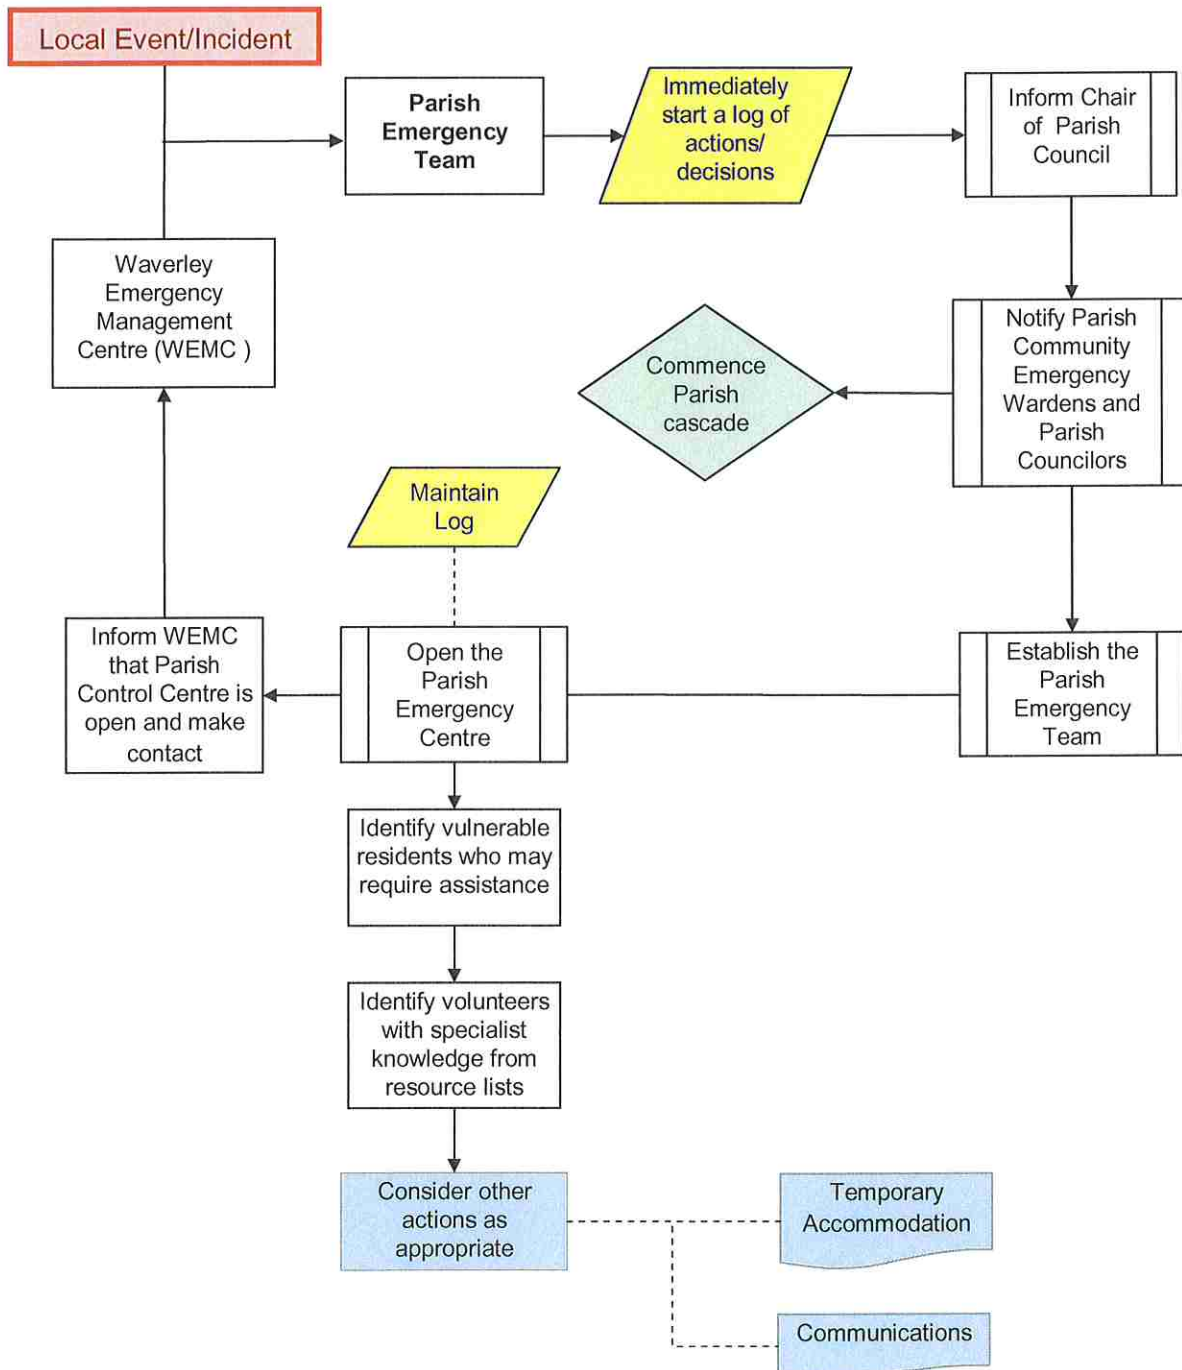 Local Event/Incident
Parish
Emergency
Team
Immediately
start a log of
actions/
decisions
Inform Chair
of Parish
Council
Waverley
Emergency
Management
Centre (WEMC )
Commence
Parish
cascade
Notify Parish
Community
Emergency
Wardens and
Parish
Councilors
Maintain
Log
Inform WEMC
that Parish
Control Centre is
open and make
contact
Open the
Parish
Emergency
Centre
Establish the
Parish
Emergency
Team
Identify vulnerable
residents who may
require assistance
Identify volunteers
with specialist
knowledge from
resource lists
Consider other
actions as
appropriate
Temporary
Accommodation
Communications